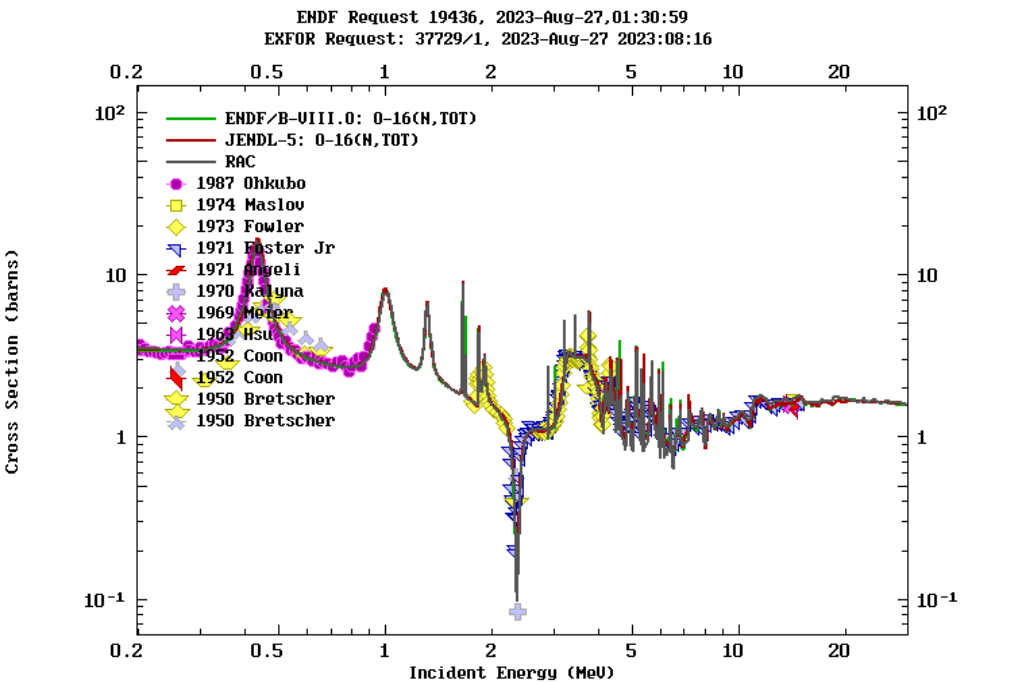 ENDF Request 19436, 2023-Aug-27,01:30:59
EXFOR Request: 37729/1, 2023-Aug-27 2023:08:16
0.2 0.5 1 2 5 10 20
10² 10²
ENDF/B-VIII.0: O-16(N,TOT)
JENDL-5: O-16(N,TOT)
RAC
1987 Ohkubo
1974 Maslov
1973 Fowler
1971 Foster Jr
1971 Angeli
10 10
1970 Kalyna
1969 Meier
1963 Hsu
1952 Coon
1952 Coon
1950 Bretscher
1950 Bretscher
1 1
Cross Section (barns)
10⁻¹ 10⁻¹
0.2 0.5 1 2 5 10 20
Incident Energy (MeV)